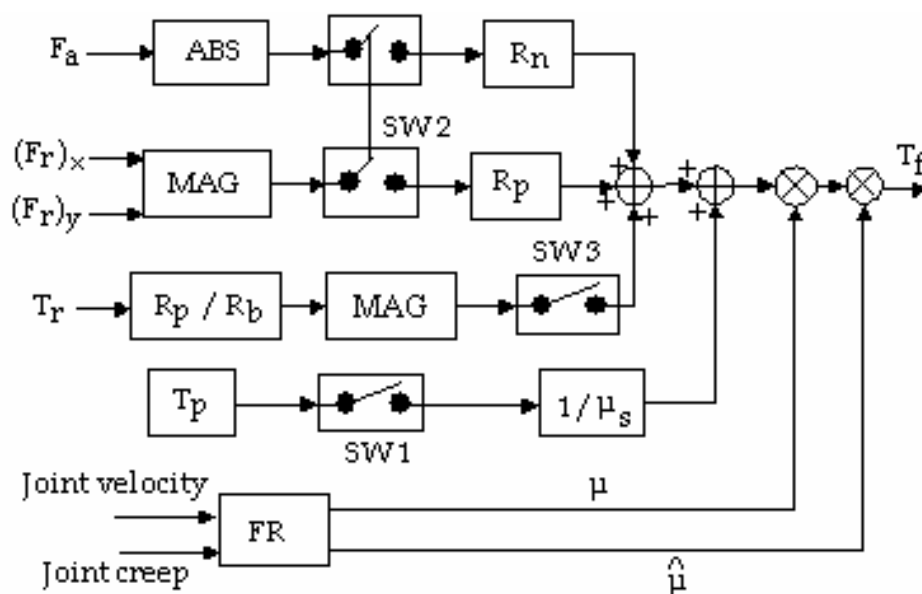 Fa ABS Rn
SW2
(Fr)x
(Fr)y MAG Rp Tf
+ + + + + +
SW3
Tr Rp / Rb MAG
Tp 1/μs
SW1
Joint velocity μ
FR
Joint creep μ̂